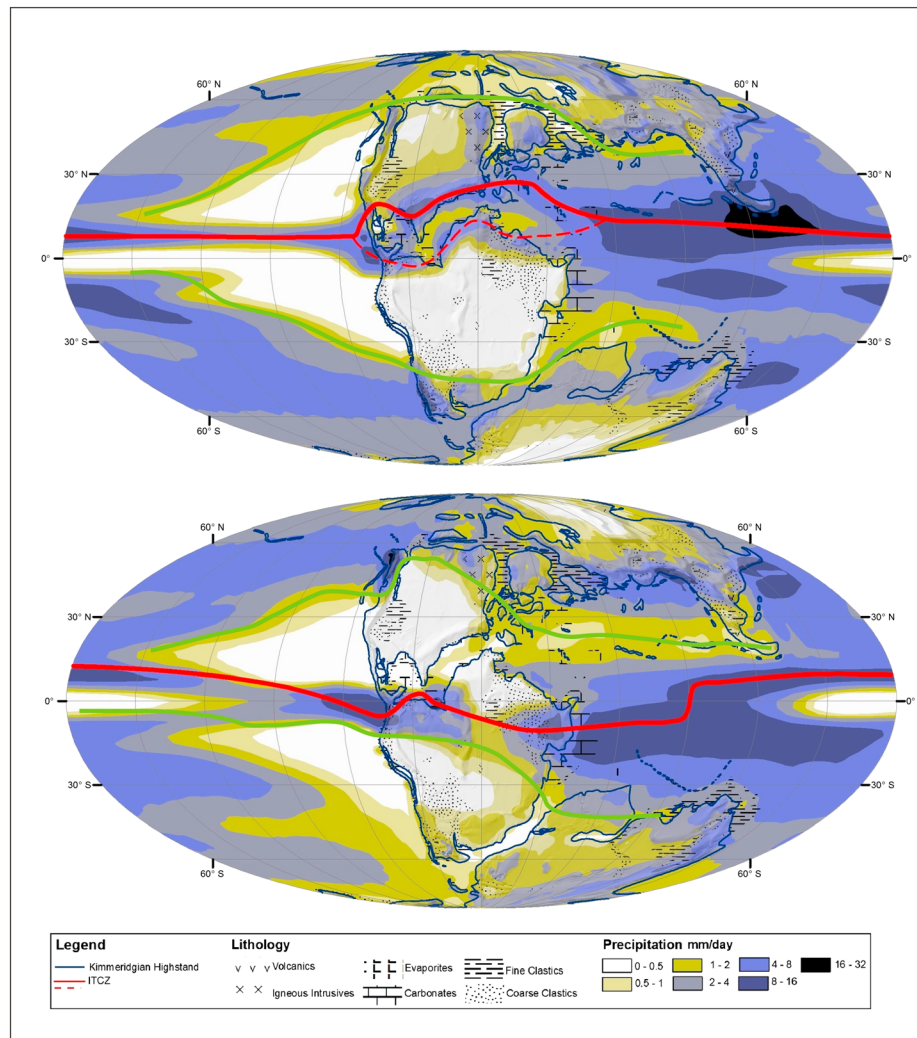 60° N
60° N
30° N
30° N
0°
0°
30° S
30° S
60° S
60° S
60° N
60° N
30° N
30° N
0°
0°
30° S
30° S
60° S
60° S
Legend
Kimmeridgian Highstand
ITCZ
Lithology
Volcanics
Igneous Intrusives
Evaporites
Carbonates
Fine Clastics
Coarse Clastics
Precipitation mm/day
0 - 0.5
0,5 - 1
1 - 2
2 - 4
4 - 8
8 - 16
16 - 32